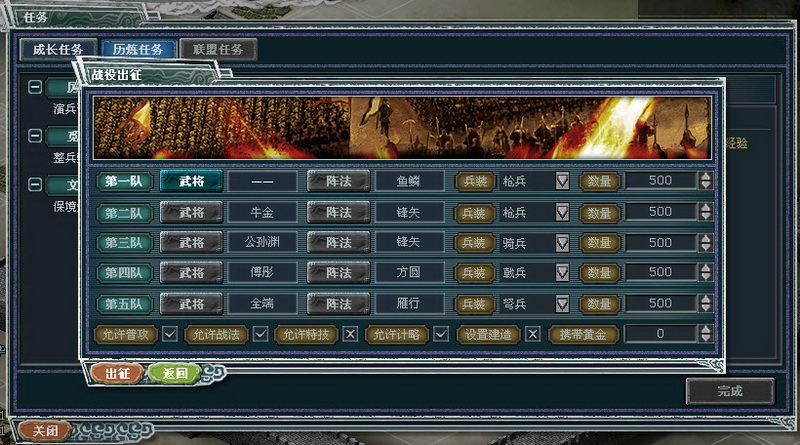 任务
成长任务 历炼任务 联盟任务
战役出征
演兵
整兵
保境
经验
第一队 武将 —— 阵法 鱼鳞 兵装 枪兵 数量 500
第二队 武将 牛金 阵法 锋矢 兵装 枪兵 数量 500
第三队 武将 公孙渊 阵法 锋矢 兵装 骑兵 数量 500
第四队 武将 傅彤 阵法 方圆 兵装 戟兵 数量 500
第五队 武将 全端 阵法 雁行 兵装 弩兵 数量 500
允许普攻 允许战法 允许特技 允许计略 设置建造 携带黄金 0
出征 返回
完成
关闭